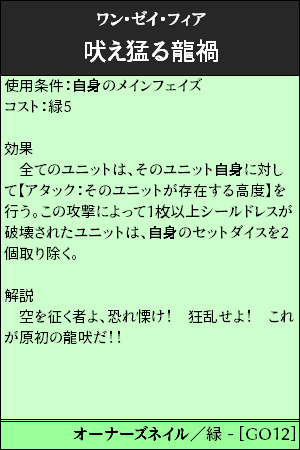 ワン・ゼイ・フィア
吠え猛る龍禍
使用条件：自身のメインフェイズ
コスト：緑5
効果
　全てのユニットは、そのユニット自身に対し
て【アタック：そのユニットが存在する高度】を
行う。この攻撃によって1枚以上シールドレスが
破壊されたユニットは、自身のセットダイスを2
個取り除く。
解説
　空を征く者よ、恐れ慄け！　狂乱せよ！　これ
が原初の龍吠だ！！
オーナーズネイル／緑 - [GO12]